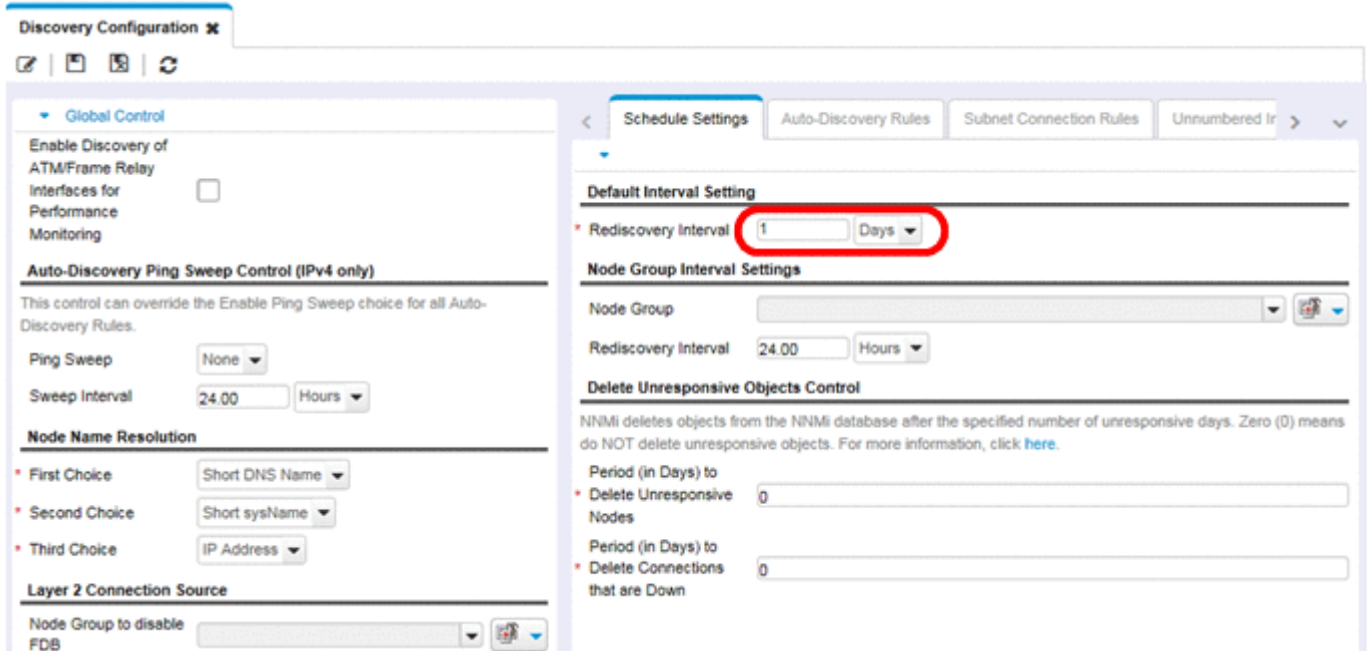 Discovery Configuration ✖
Global Control
Enable Discovery of
ATM/Frame Relay
Interfaces for
Performance
Monitoring
Auto-Discovery Ping Sweep Control (IPv4 only)
This control can override the Enable Ping Sweep choice for all Auto-
Discovery Rules.
Ping Sweep None
Sweep Interval 24.00 Hours
Node Name Resolution
* First Choice Short DNS Name
* Second Choice Short sysName
* Third Choice IP Address
Layer 2 Connection Source
Node Group to disable
FDB
Schedule Settings Auto-Discovery Rules Subnet Connection Rules Unnumbered Ir
Default Interval Setting
* Rediscovery Interval 1 Days
Node Group Interval Settings
Node Group
Rediscovery Interval 24.00 Hours
Delete Unresponsive Objects Control
NNMi deletes objects from the NNMi database after the specified number of unresponsive days. Zero (0) means
do NOT delete unresponsive objects. For more information, click here.
Period (in Days) to
* Delete Unresponsive 0
Nodes
Period (in Days) to
* Delete Connections 0
that are Down